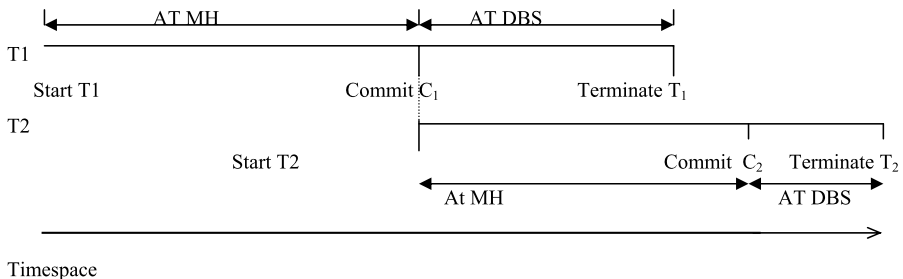 AT MH AT DBS
T1
Start T1 Commit C₁ Terminate T₁
T2
Start T2 Commit C₂ Terminate T₂
At MH AT DBS
Timespace